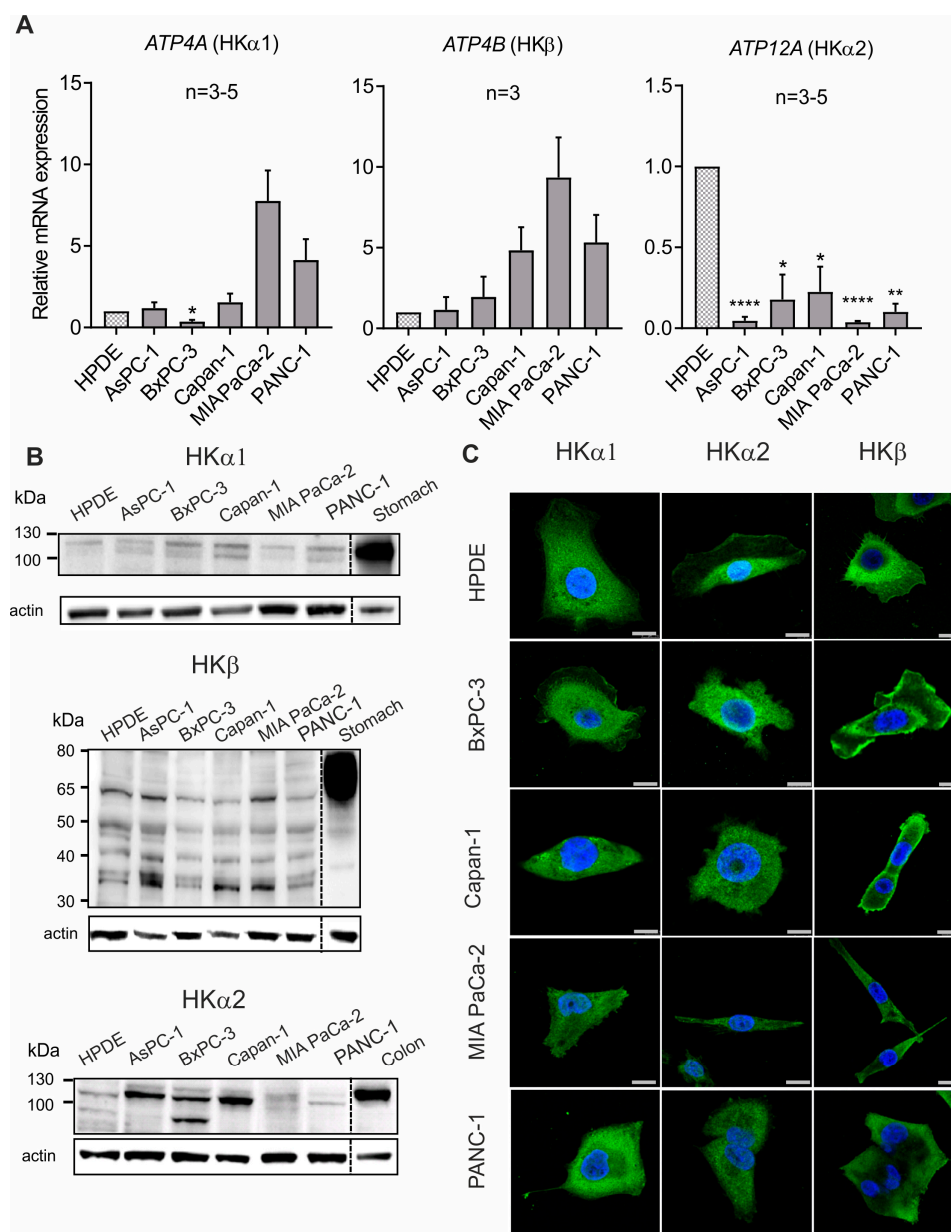 A
ATP4A (HKα1)
ATP4B (HKβ)
ATP12A (HKα2)
Relative mRNA expression
15
10
5
0
n=3-5
*
HPDE
AsPC-1
BxPC-3
Capan-1
MIAPaCa-2
PANC-1
15
10
5
0
n=3
HPDE
AsPC-1
BxPC-3
Capan-1
MIA PaCa-2
PANC-1
1.5
1.0
0.5
0.0
n=3-5
**** * * **** **
HPDE
AsPC-1
BxPC-3
Capan-1
MIA PaCa-2
PANC-1
B
HKα1
kDa
HPDE AsPC-1 BxPC-3 Capan-1 MIA PaCa-2 PANC-1 Stomach
130
100
actin
HKβ
kDa
HPDE AsPC-1 BxPC-3 Capan-1 MIA PaCa-2 PANC-1 Stomach
80
65
50
40
30
actin
HKα2
kDa
HPDE AsPC-1 BxPC-3 Capan-1 MIA PaCa-2 PANC-1 Colon
130
100
actin
C
HKα1 HKα2 HKβ
HPDE
BxPC-3
Capan-1
MIA PaCa-2
PANC-1